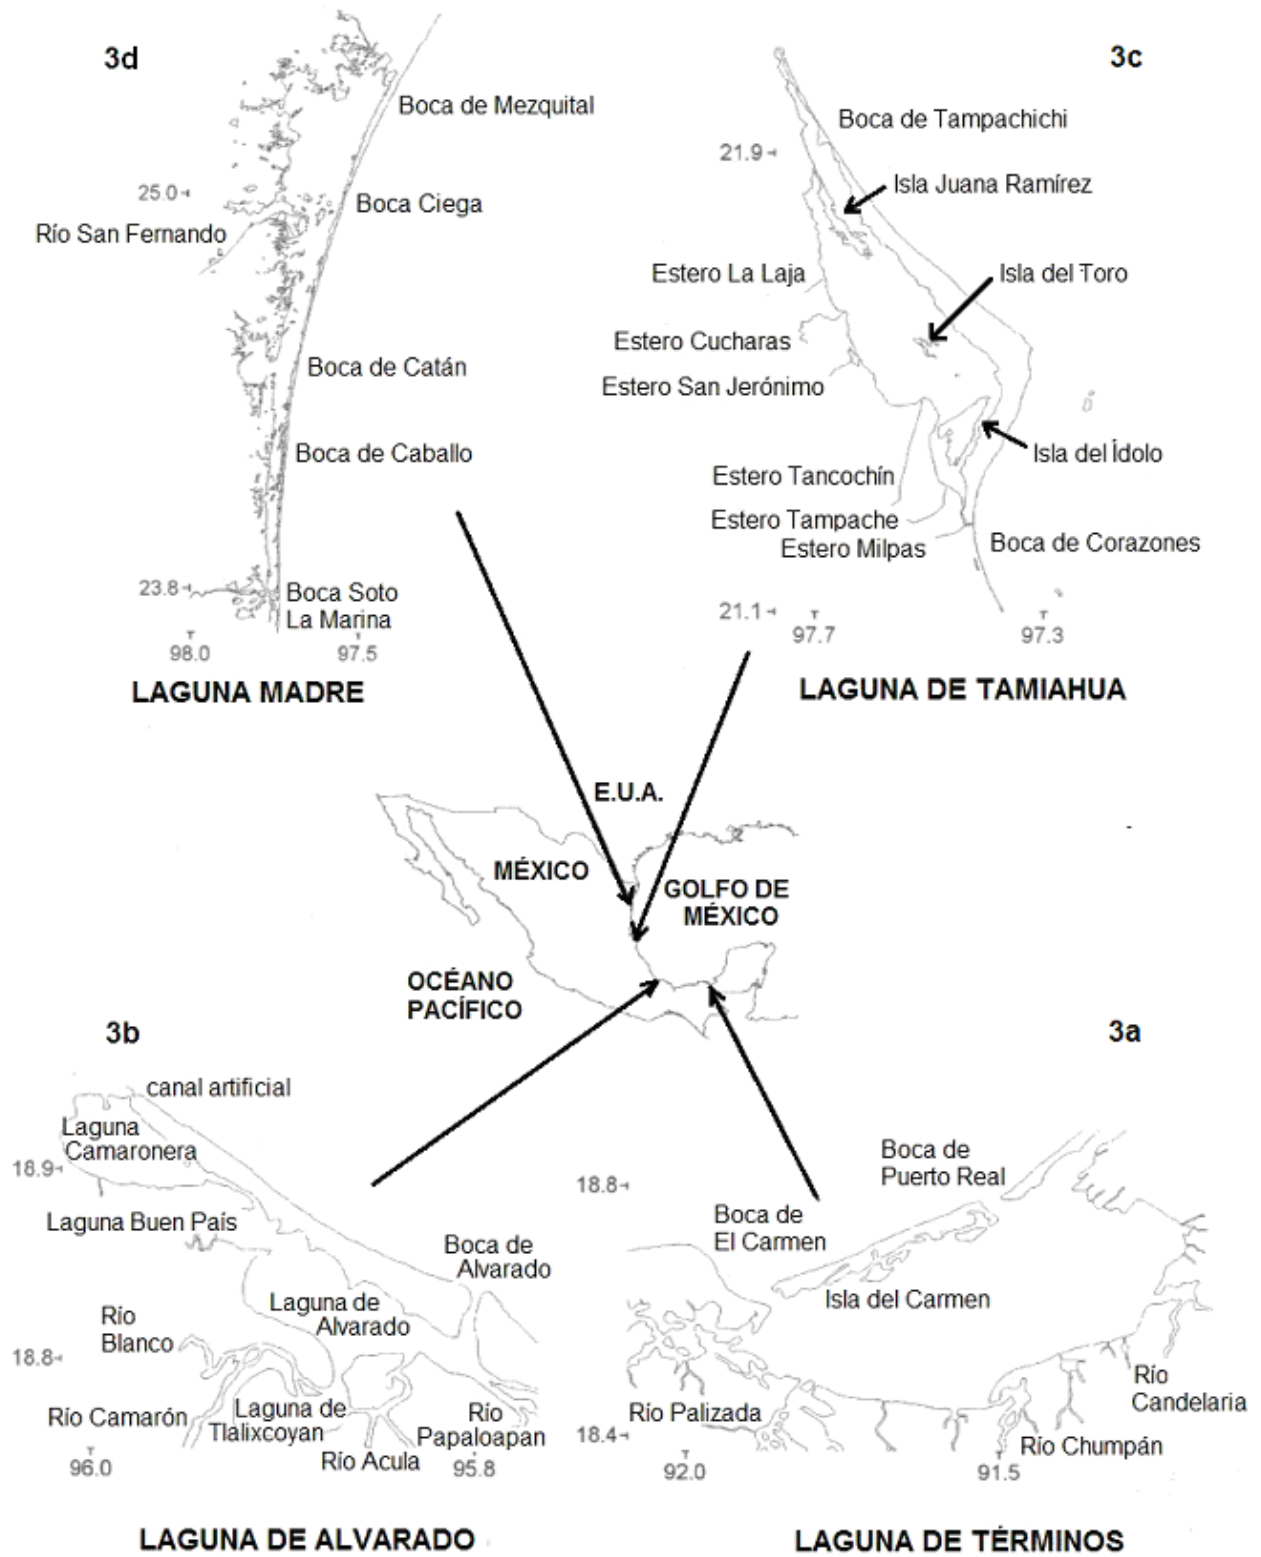 3d
Boca de Mezquital
25.0
Boca Ciega
Río San Fernando
Boca de Catán
Boca de Caballo
23.8
Boca Soto
La Marina
98.0
97.5
LAGUNA MADRE
3c
Boca de Tampachichi
21.9
Isla Juana Ramírez
Estero La Laja
Isla del Toro
Estero Cucharas
Estero San Jerónimo
Isla del Ídolo
Estero Tancochín
Estero Tampache
Estero Milpas
Boca de Corazones
21.1
97.7
97.3
LAGUNA DE TAMIAHUA
E.U.A.
MÉXICO
GOLFO DE
MÉXICO
OCÉANO
PACÍFICO
3b
canal artificial
Laguna
Camaronera
18.9
Laguna Buen País
Boca de
Alvarado
Laguna de
Alvarado
Río
Blanco
18.8
Río Camarón
Laguna de
Tlalixcoyan
Río
Papaloapan
Río Acula
96.0
95.8
LAGUNA DE ALVARADO
3a
Boca de
Puerto Real
18.8
Boca de
El Carmen
Isla del Carmen
Río
Candelaria
Río Palizada
18.4
Río Chumpán
92.0
91.5
LAGUNA DE TÉRMINOS